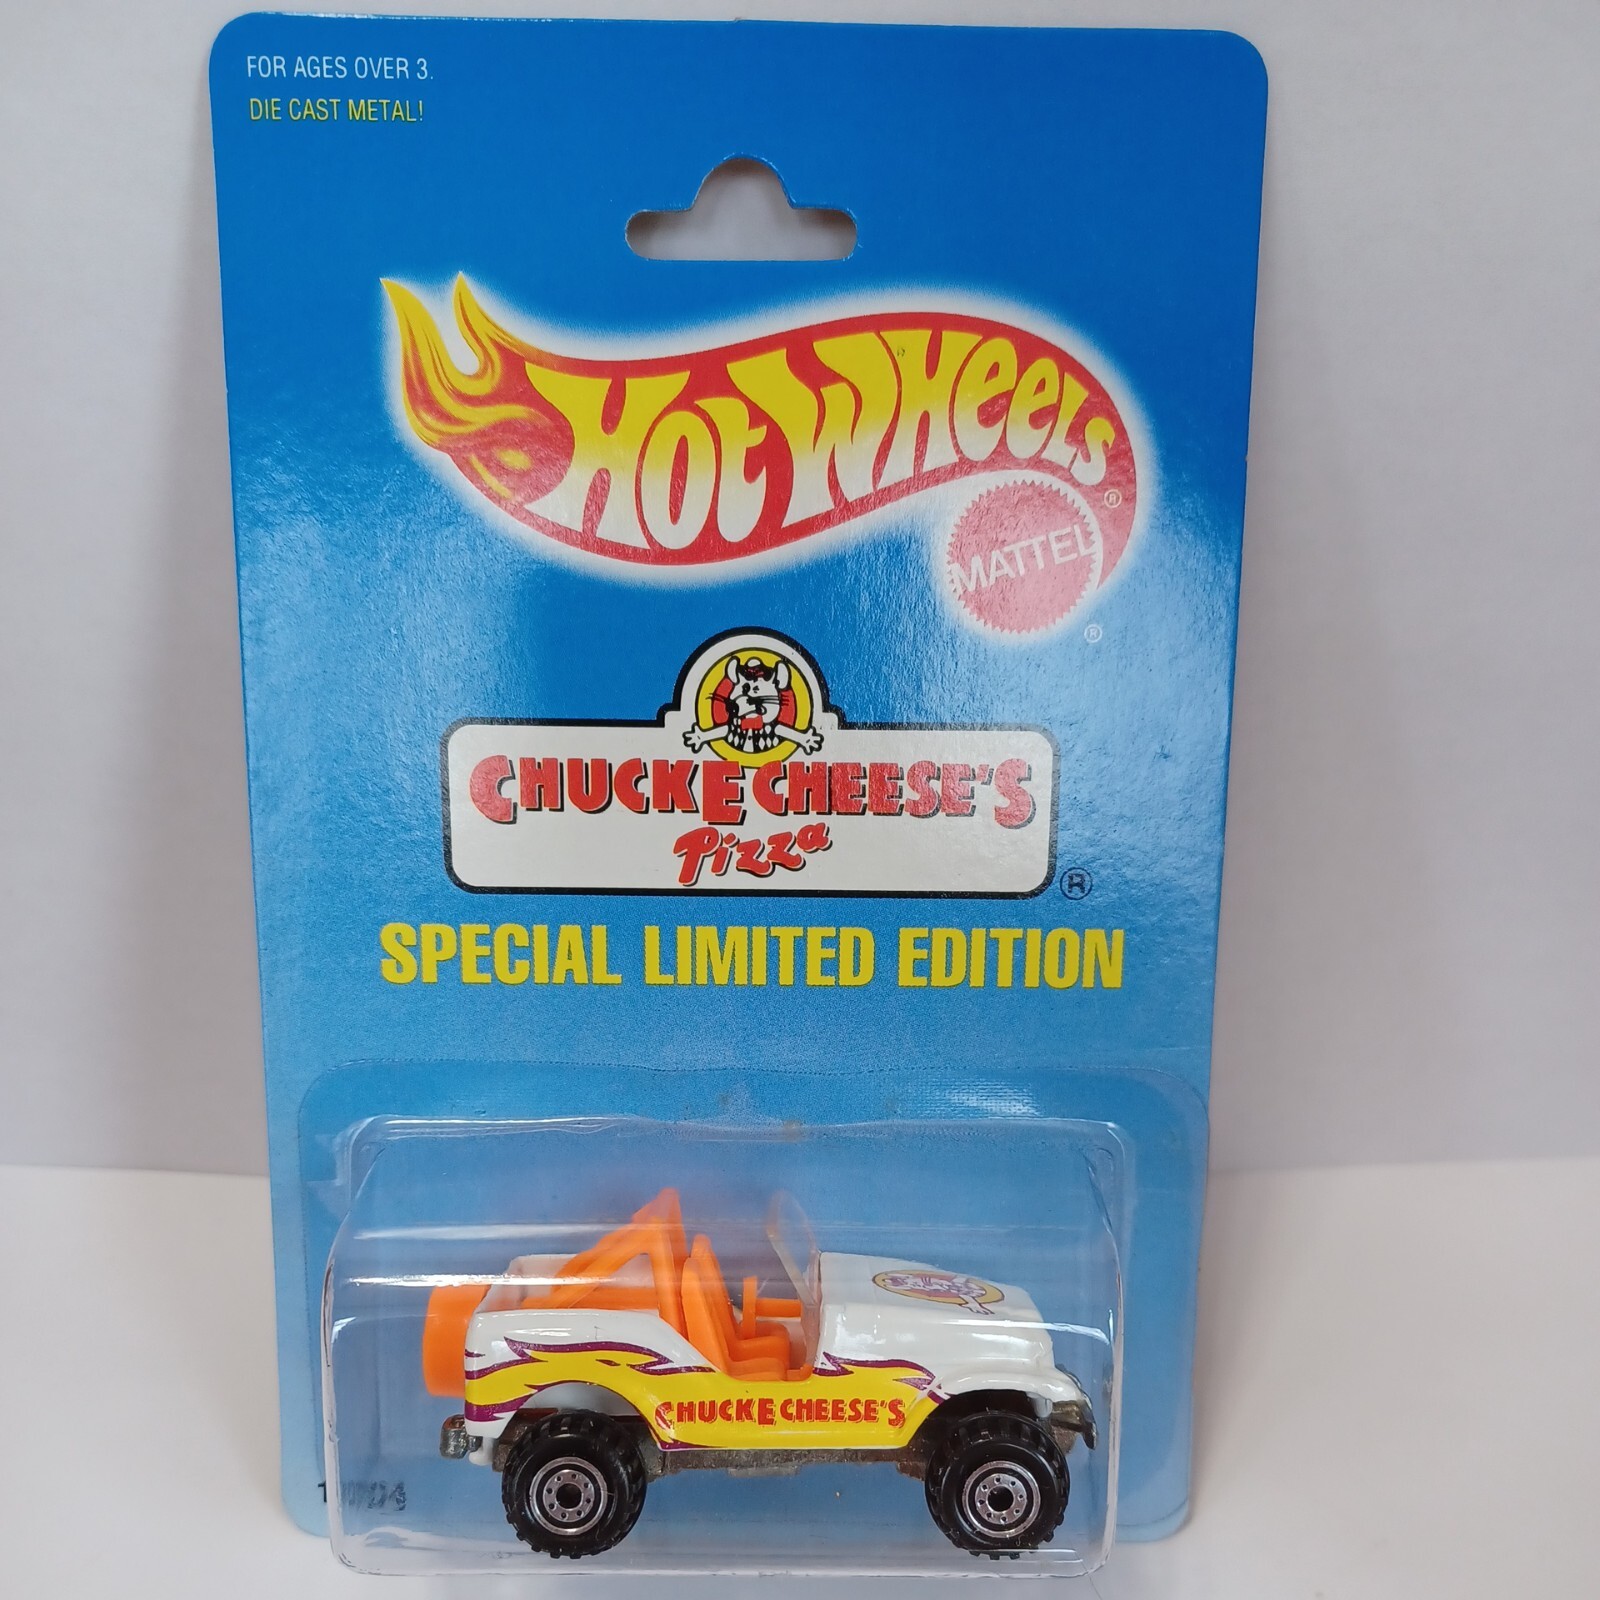 FOR AGES OVER 3.
DIE CAST METAL!
HOT WHEELS ®
MATTEL
®
CHUCK E CHEESE'S
Pizza
®
SPECIAL LIMITED EDITION
CHUCK E CHEESE'S